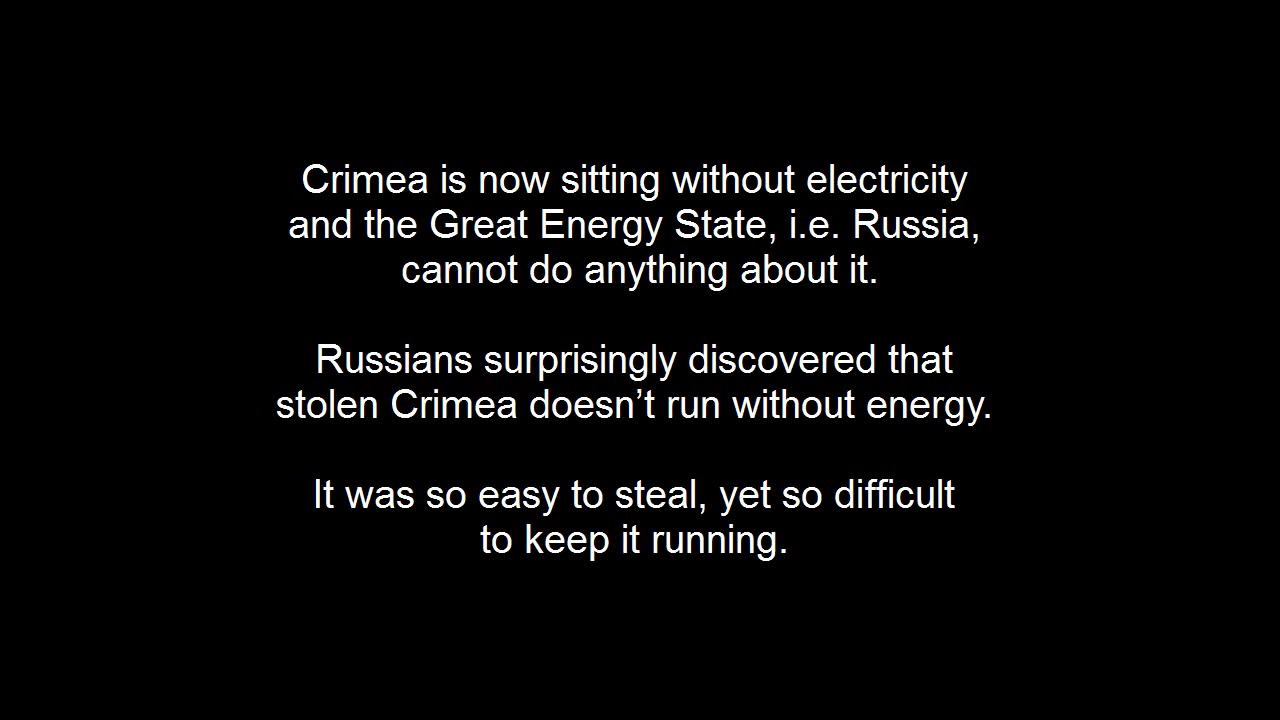 Crimea is now sitting without electricity
and the Great Energy State, i.e. Russia,
cannot do anything about it.
Russians surprisingly discovered that
stolen Crimea doesn’t run without energy.
It was so easy to steal, yet so difficult
to keep it running.